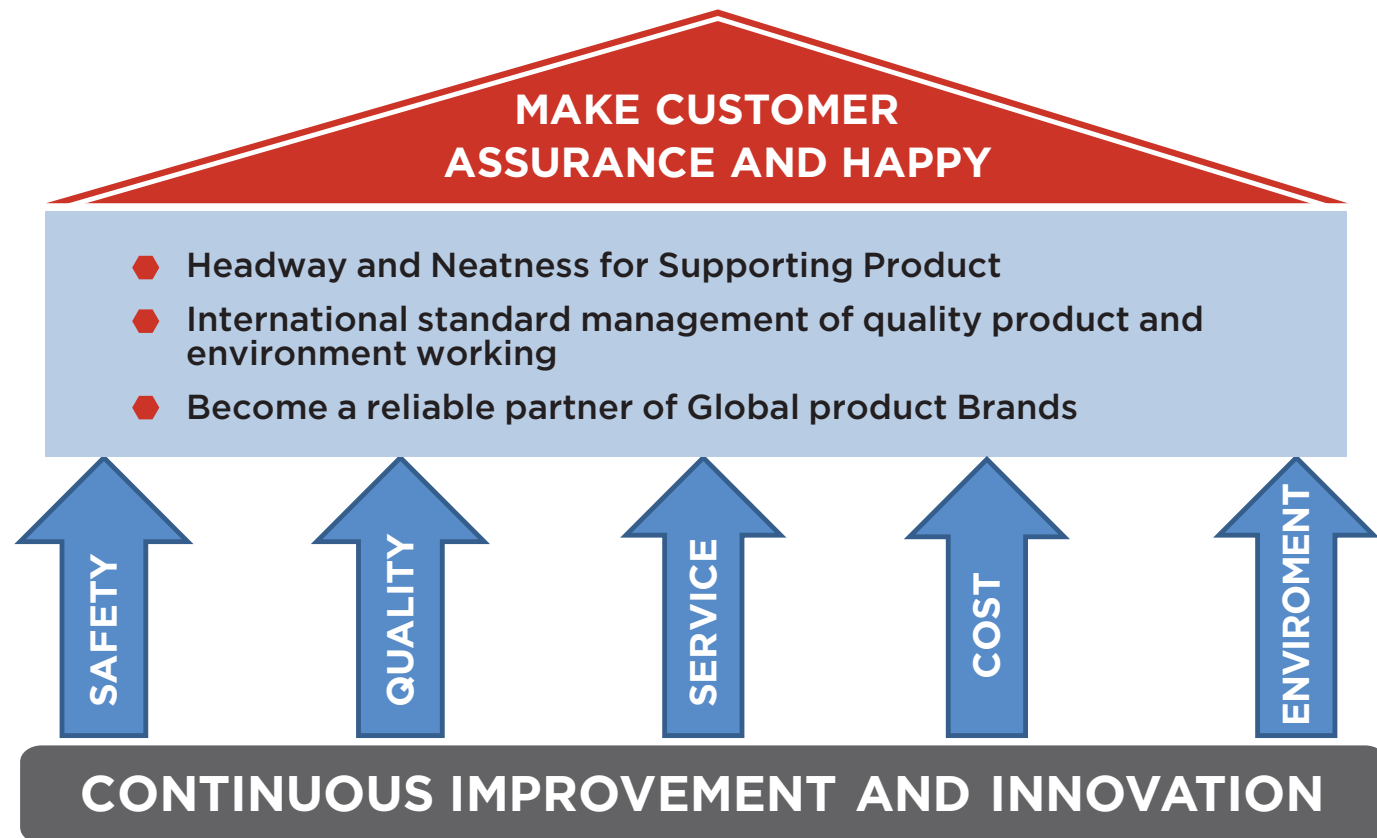 MAKE CUSTOMER
ASSURANCE AND HAPPY
Headway and Neatness for Supporting Product
International standard management of quality product and
environment working
Become a reliable partner of Global product Brands
SAFETY
QUALITY
SERVICE
COST
ENVIROMENT
CONTINUOUS IMPROVEMENT AND INNOVATION